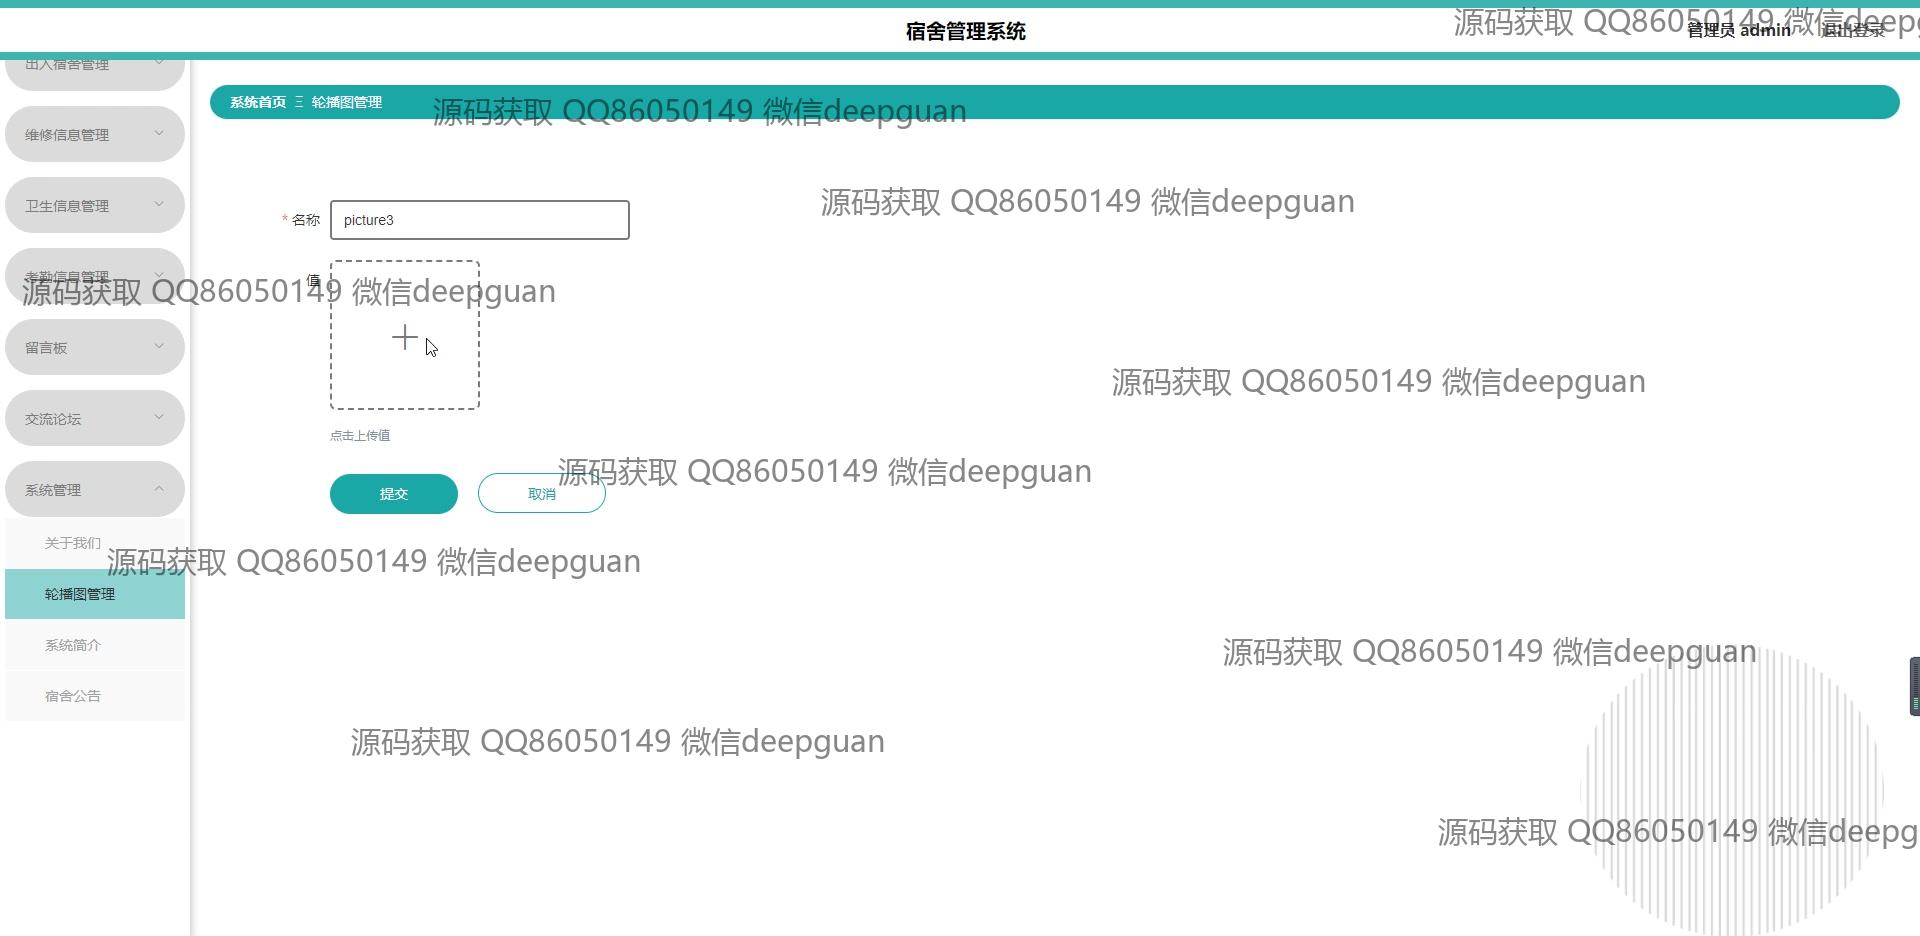 宿舍管理系统
源码获取 QQ86050149 微信deepg
管理员 admin
退出登录
出入宿舍管理
系统首页 Ξ 轮播图管理
源码获取 QQ86050149 微信deepguan
维修信息管理
源码获取 QQ86050149 微信deepguan
卫生信息管理
* 名称
picture3
考勤信息管理
值
源码获取 QQ86050149 微信deepguan
留言板
源码获取 QQ86050149 微信deepguan
交流论坛
点击上传值
源码获取 QQ86050149 微信deepguan
系统管理
提交
取消
关于我们
源码获取 QQ86050149 微信deepguan
轮播图管理
系统简介
源码获取 QQ86050149 微信deepguan
宿舍公告
源码获取 QQ86050149 微信deepguan
源码获取 QQ86050149 微信deepg